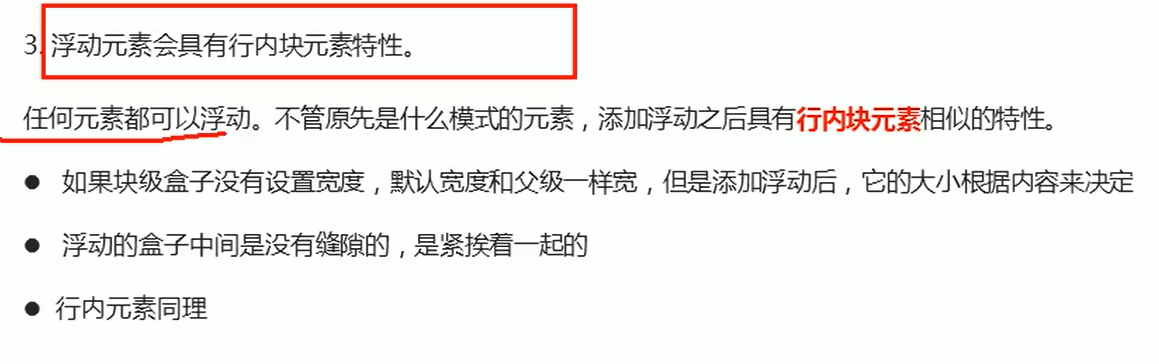 3. 浮动元素会具有行内块元素特性。
任何元素都可以浮动。不管原先是什么模式的元素，添加浮动之后具有行内块元素相似的特性。
● 如果块级盒子没有设置宽度，默认宽度和父级一样宽，但是添加浮动后，它的大小根据内容来决定
● 浮动的盒子中间是没有缝隙的，是紧挨着一起的
● 行内元素同理